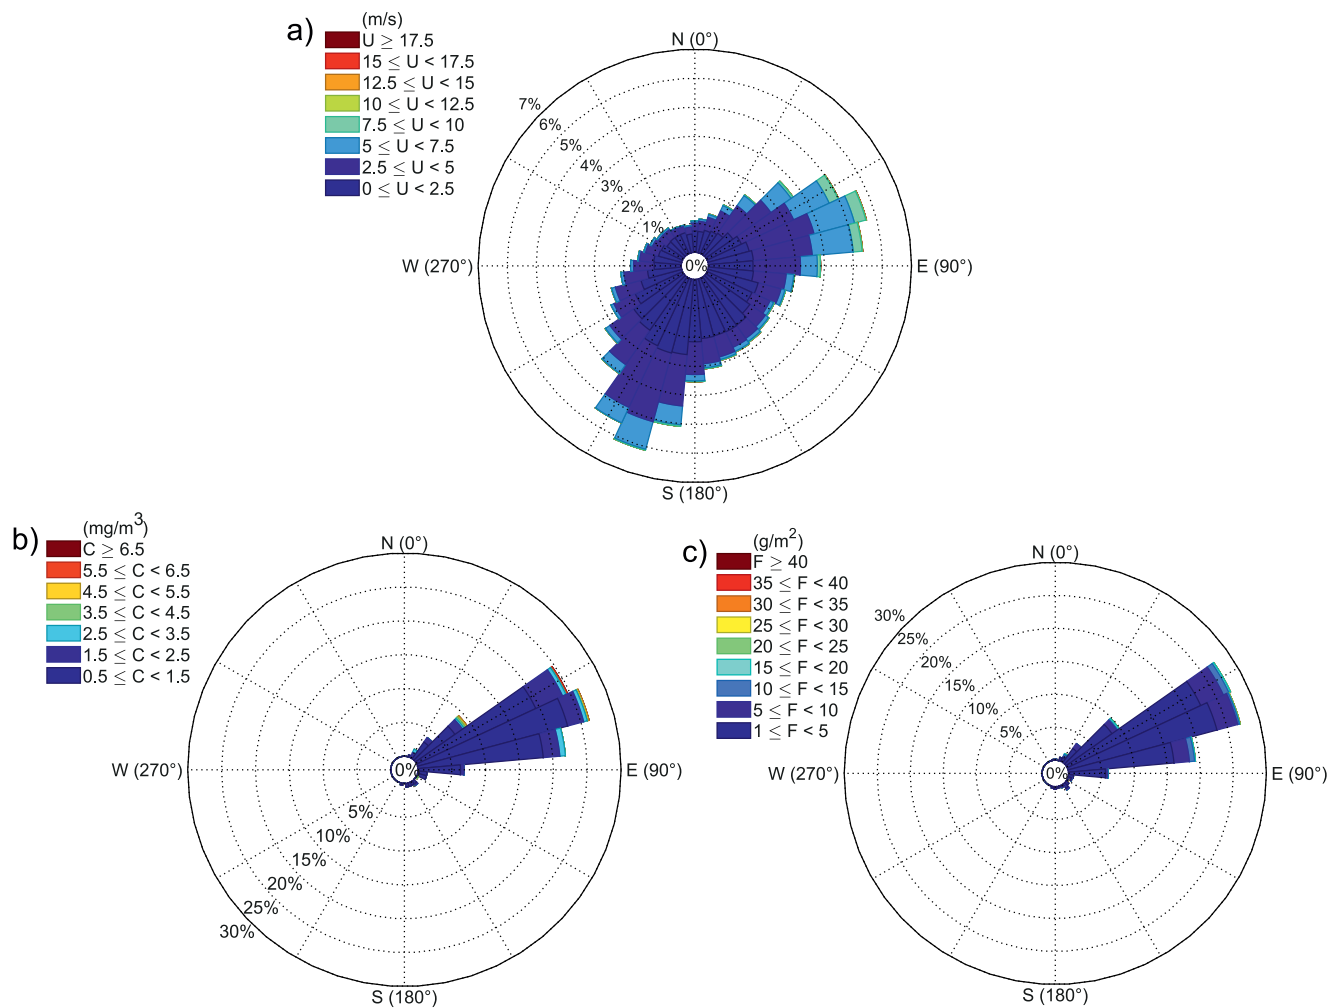 a)
(m/s)
U ≥ 17.5
15 ≤ U < 17.5
12.5 ≤ U < 15
10 ≤ U < 12.5
7.5 ≤ U < 10
5 ≤ U < 7.5
2.5 ≤ U < 5
0 ≤ U < 2.5
N (0°)
7%
6%
5%
4%
3%
2%
1%
0%
W (270°)
E (90°)
S (180°)
b)
(mg/m³)
C ≥ 6.5
5.5 ≤ C < 6.5
4.5 ≤ C < 5.5
3.5 ≤ C < 4.5
2.5 ≤ C < 3.5
1.5 ≤ C < 2.5
0.5 ≤ C < 1.5
N (0°)
W (270°)
0%
E (90°)
5%
10%
15%
20%
25%
30%
S (180°)
c)
(g/m²)
F ≥ 40
35 ≤ F < 40
30 ≤ F < 35
25 ≤ F < 30
20 ≤ F < 25
15 ≤ F < 20
10 ≤ F < 15
5 ≤ F < 10
1 ≤ F < 5
N (0°)
30%
25%
20%
15%
10%
5%
0%
W (270°)
E (90°)
S (180°)